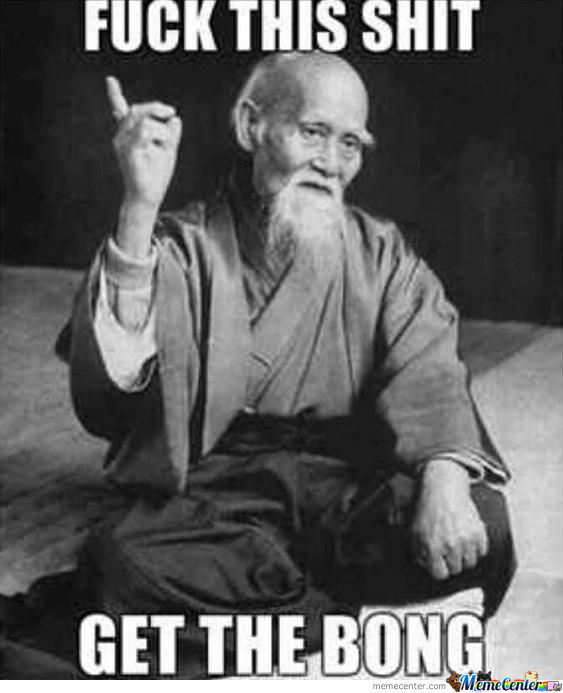 FUCK THIS SHIT
GET THE BONG
memecenter.com MemeCenter